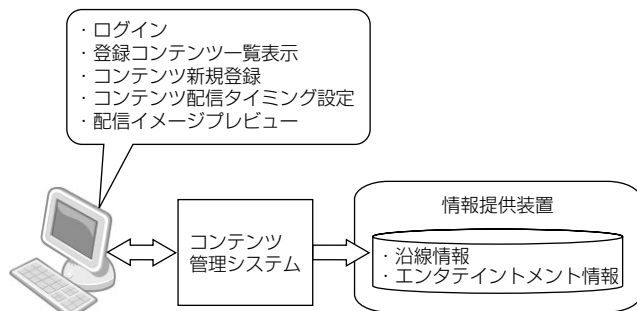 ・ログイン
・登録コンテンツ一覧表示
・コンテンツ新規登録
・コンテンツ配信タイミング設定
・配信イメージプレビュー
コンテンツ
管理システム
情報提供装置
・沿線情報
・エンタテイントメント情報